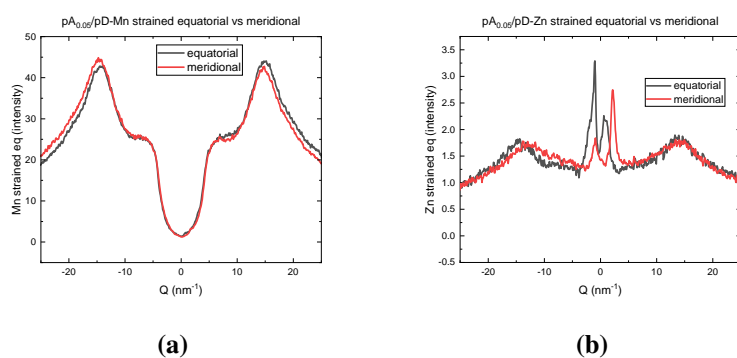 pA0.05/pD-Mn strained equatorial vs meridional
equatorial
meridional
Mn strained eq (intensity)
50
40
30
20
10
0
-20
-10
0
10
20
Q (nm-1)
(a)
pA0.05/pD-Zn strained equatorial vs meridional
equatorial
meridional
Zn strained eq (intensity)
3.5
3.0
2.5
2.0
1.5
1.0
0.5
0.0
-0.5
-20
-10
0
10
20
Q (nm-1)
(b)